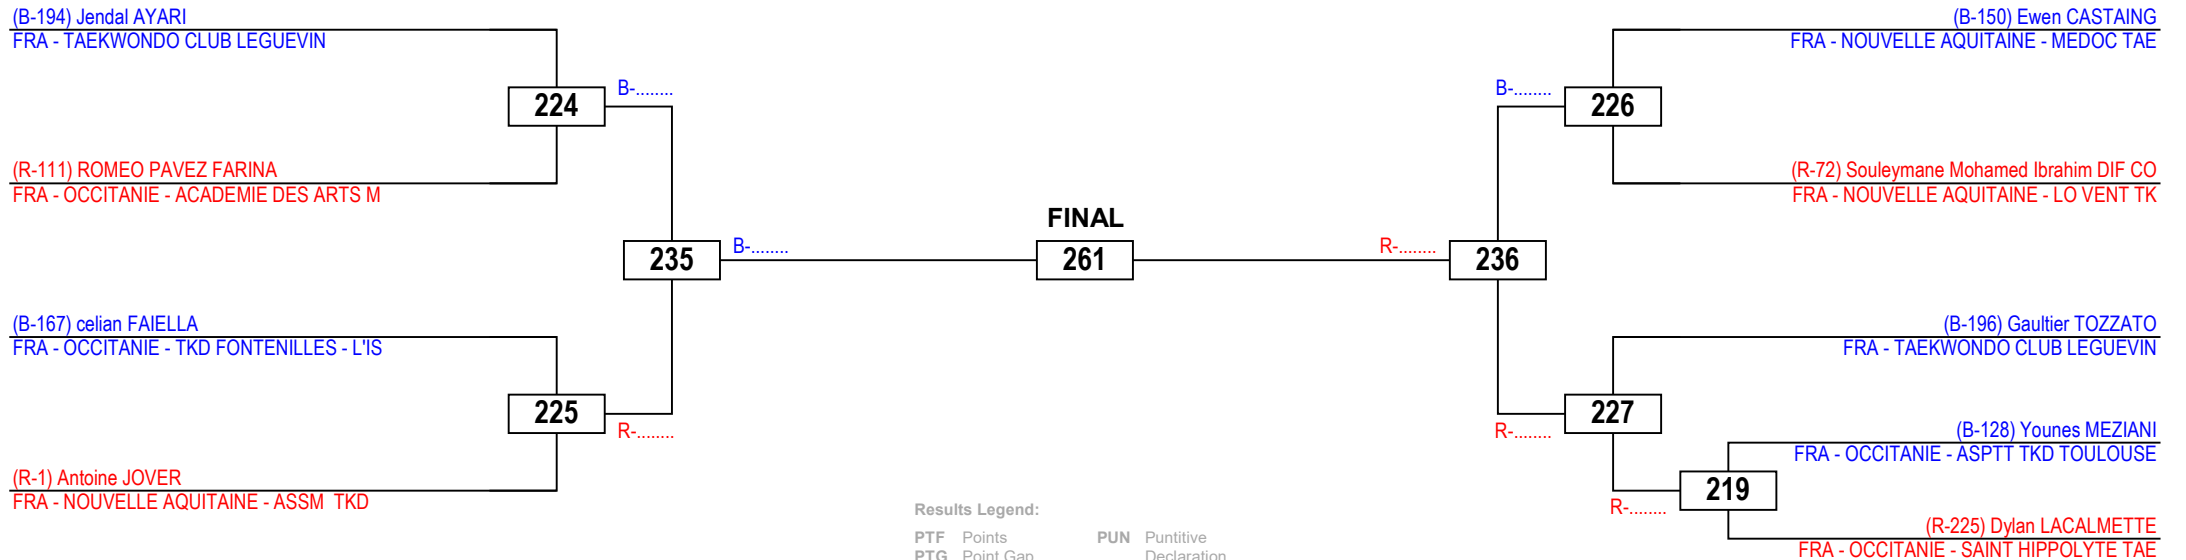 (B-194) Jendal AYARI
FRA - TAEKWONDO CLUB LEGUEVIN
224
B-........
(R-111) ROMEO PAVEZ FARINA
FRA - OCCITANIE - ACADEMIE DES ARTS M
235
B-........
(B-167) celian FAIELLA
FRA - OCCITANIE - TKD FONTENILLES - L'IS
225
R-........
(R-1) Antoine JOVER
FRA - NOUVELLE AQUITAINE - ASSM  TKD
FINAL
261
(B-150) Ewen CASTAING
FRA - NOUVELLE AQUITAINE - MEDOC TAE
B-........
226
(R-72) Souleymane Mohamed Ibrahim DIF CO
FRA - NOUVELLE AQUITAINE - LO VENT TK
R-........
236
(B-196) Gaultier TOZZATO
FRA - TAEKWONDO CLUB LEGUEVIN
227
R-........
(B-128) Younes MEZIANI
FRA - OCCITANIE - ASPTT TKD TOULOUSE
219
R-........
(R-225) Dylan LACALMETTE
FRA - OCCITANIE - SAINT HIPPOLYTE TAE
Results Legend:
PTF Points
PTG Point Gap
PUN Puntitive
Declaration